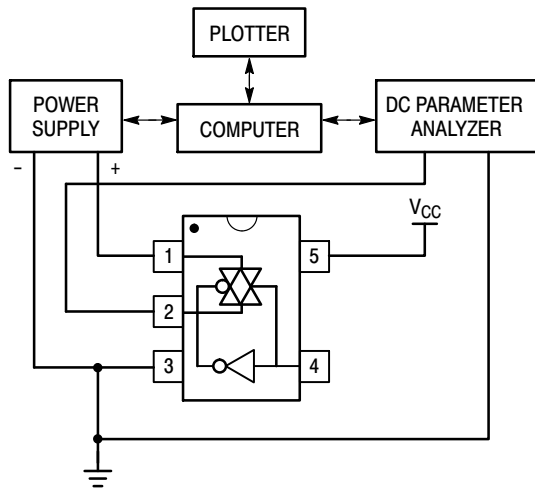 PLOTTER
POWER
SUPPLY
COMPUTER
DC PARAMETER
ANALYZER
-
+
VCC
1
5
2
3
4